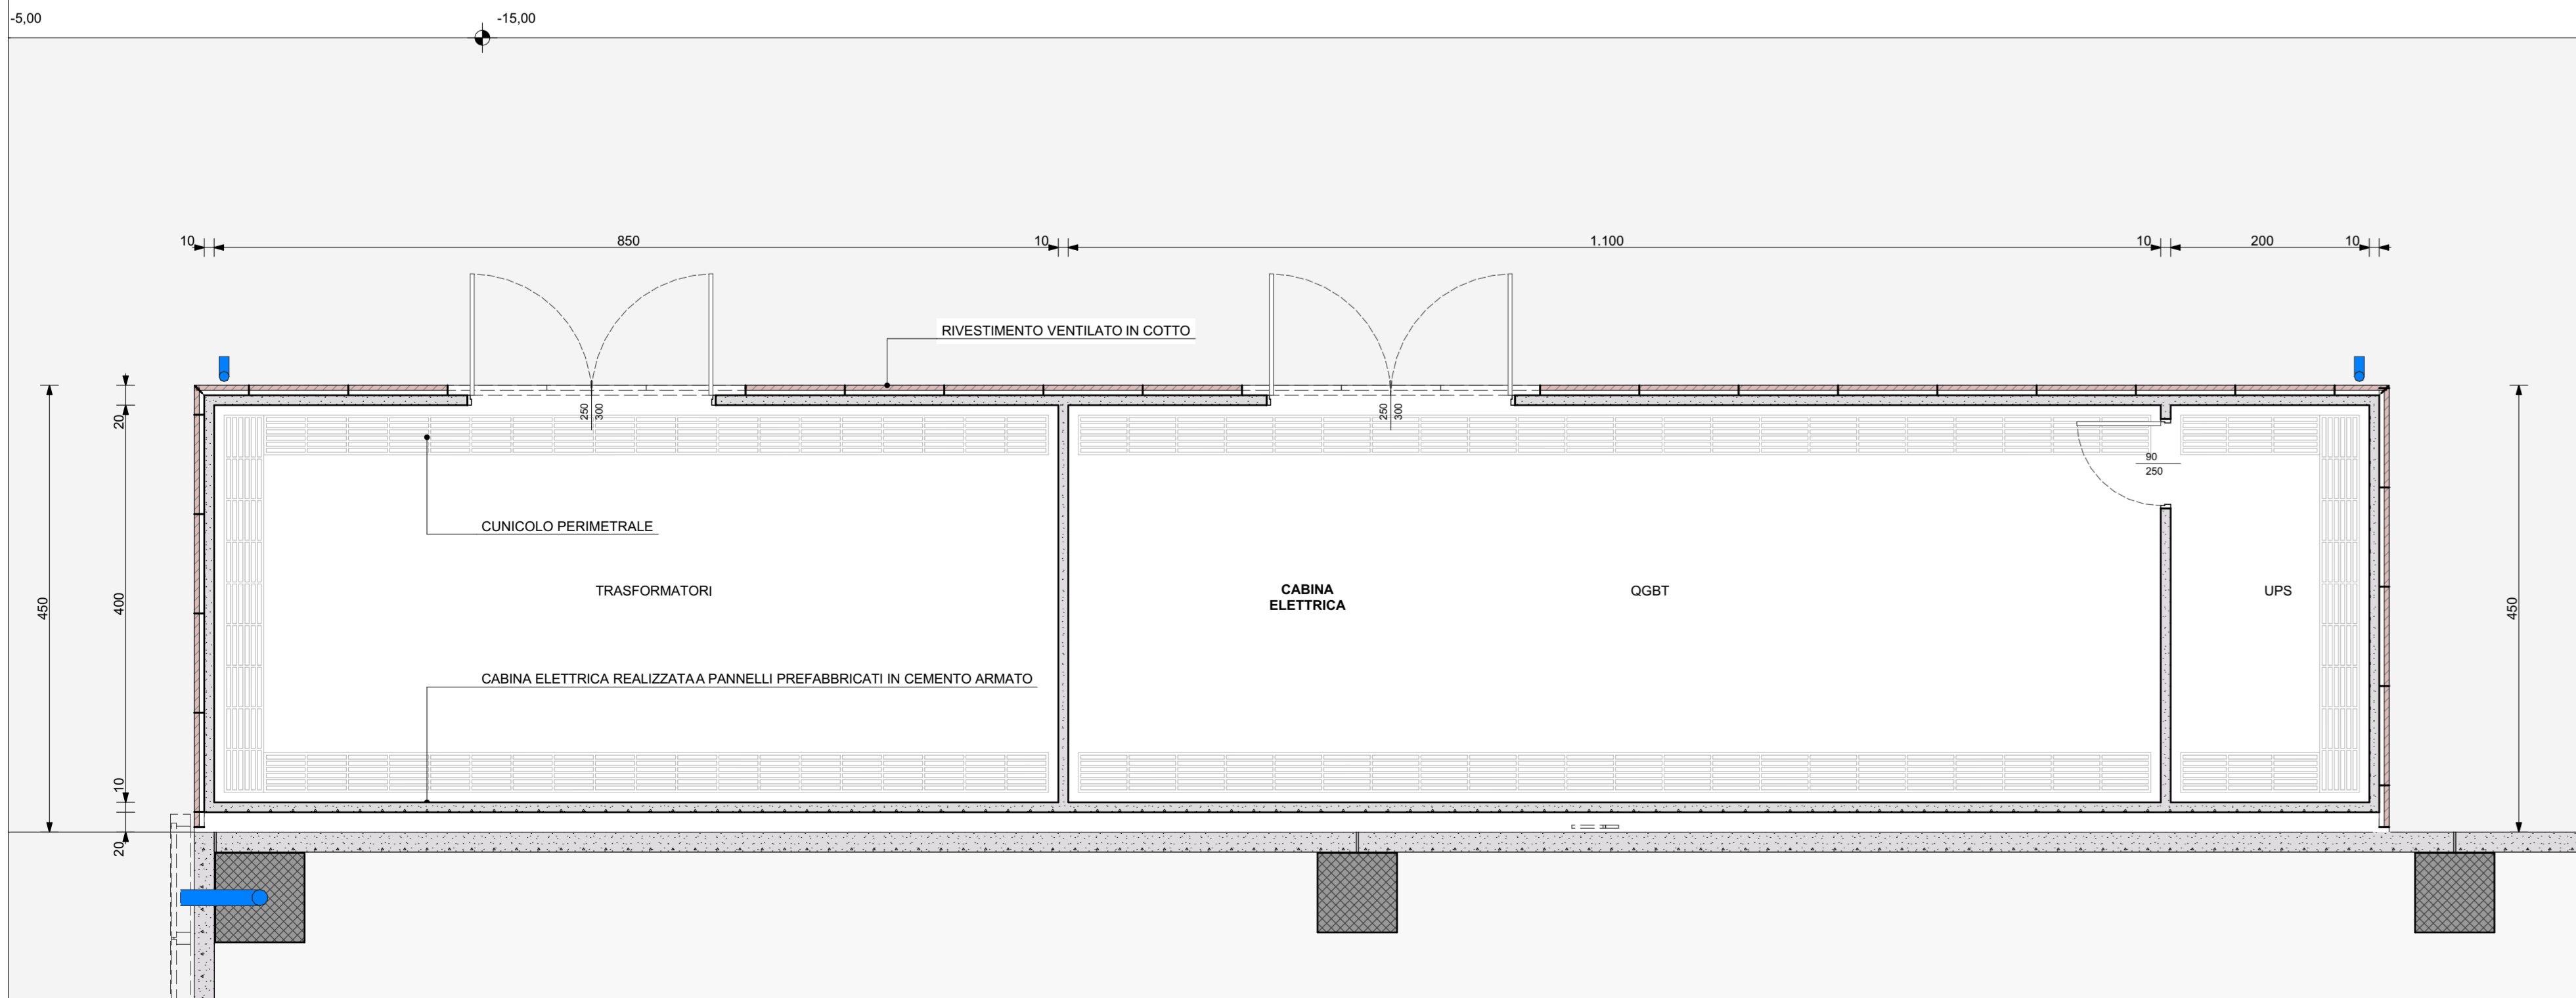 -5,00
-15,00
10
850
10
1.100
10
200
10
RIVESTIMENTO VENTILATO IN COTTO
250
300
250
300
20
90
250
CUNICOLO PERIMETRALE
TRASFORMATORI
CABINA
ELETTRICA
QGBT
UPS
450
400
450
CABINA ELETTRICA REALIZZATA A PANNELLI PREFABBRICATI IN CEMENTO ARMATO
10
20